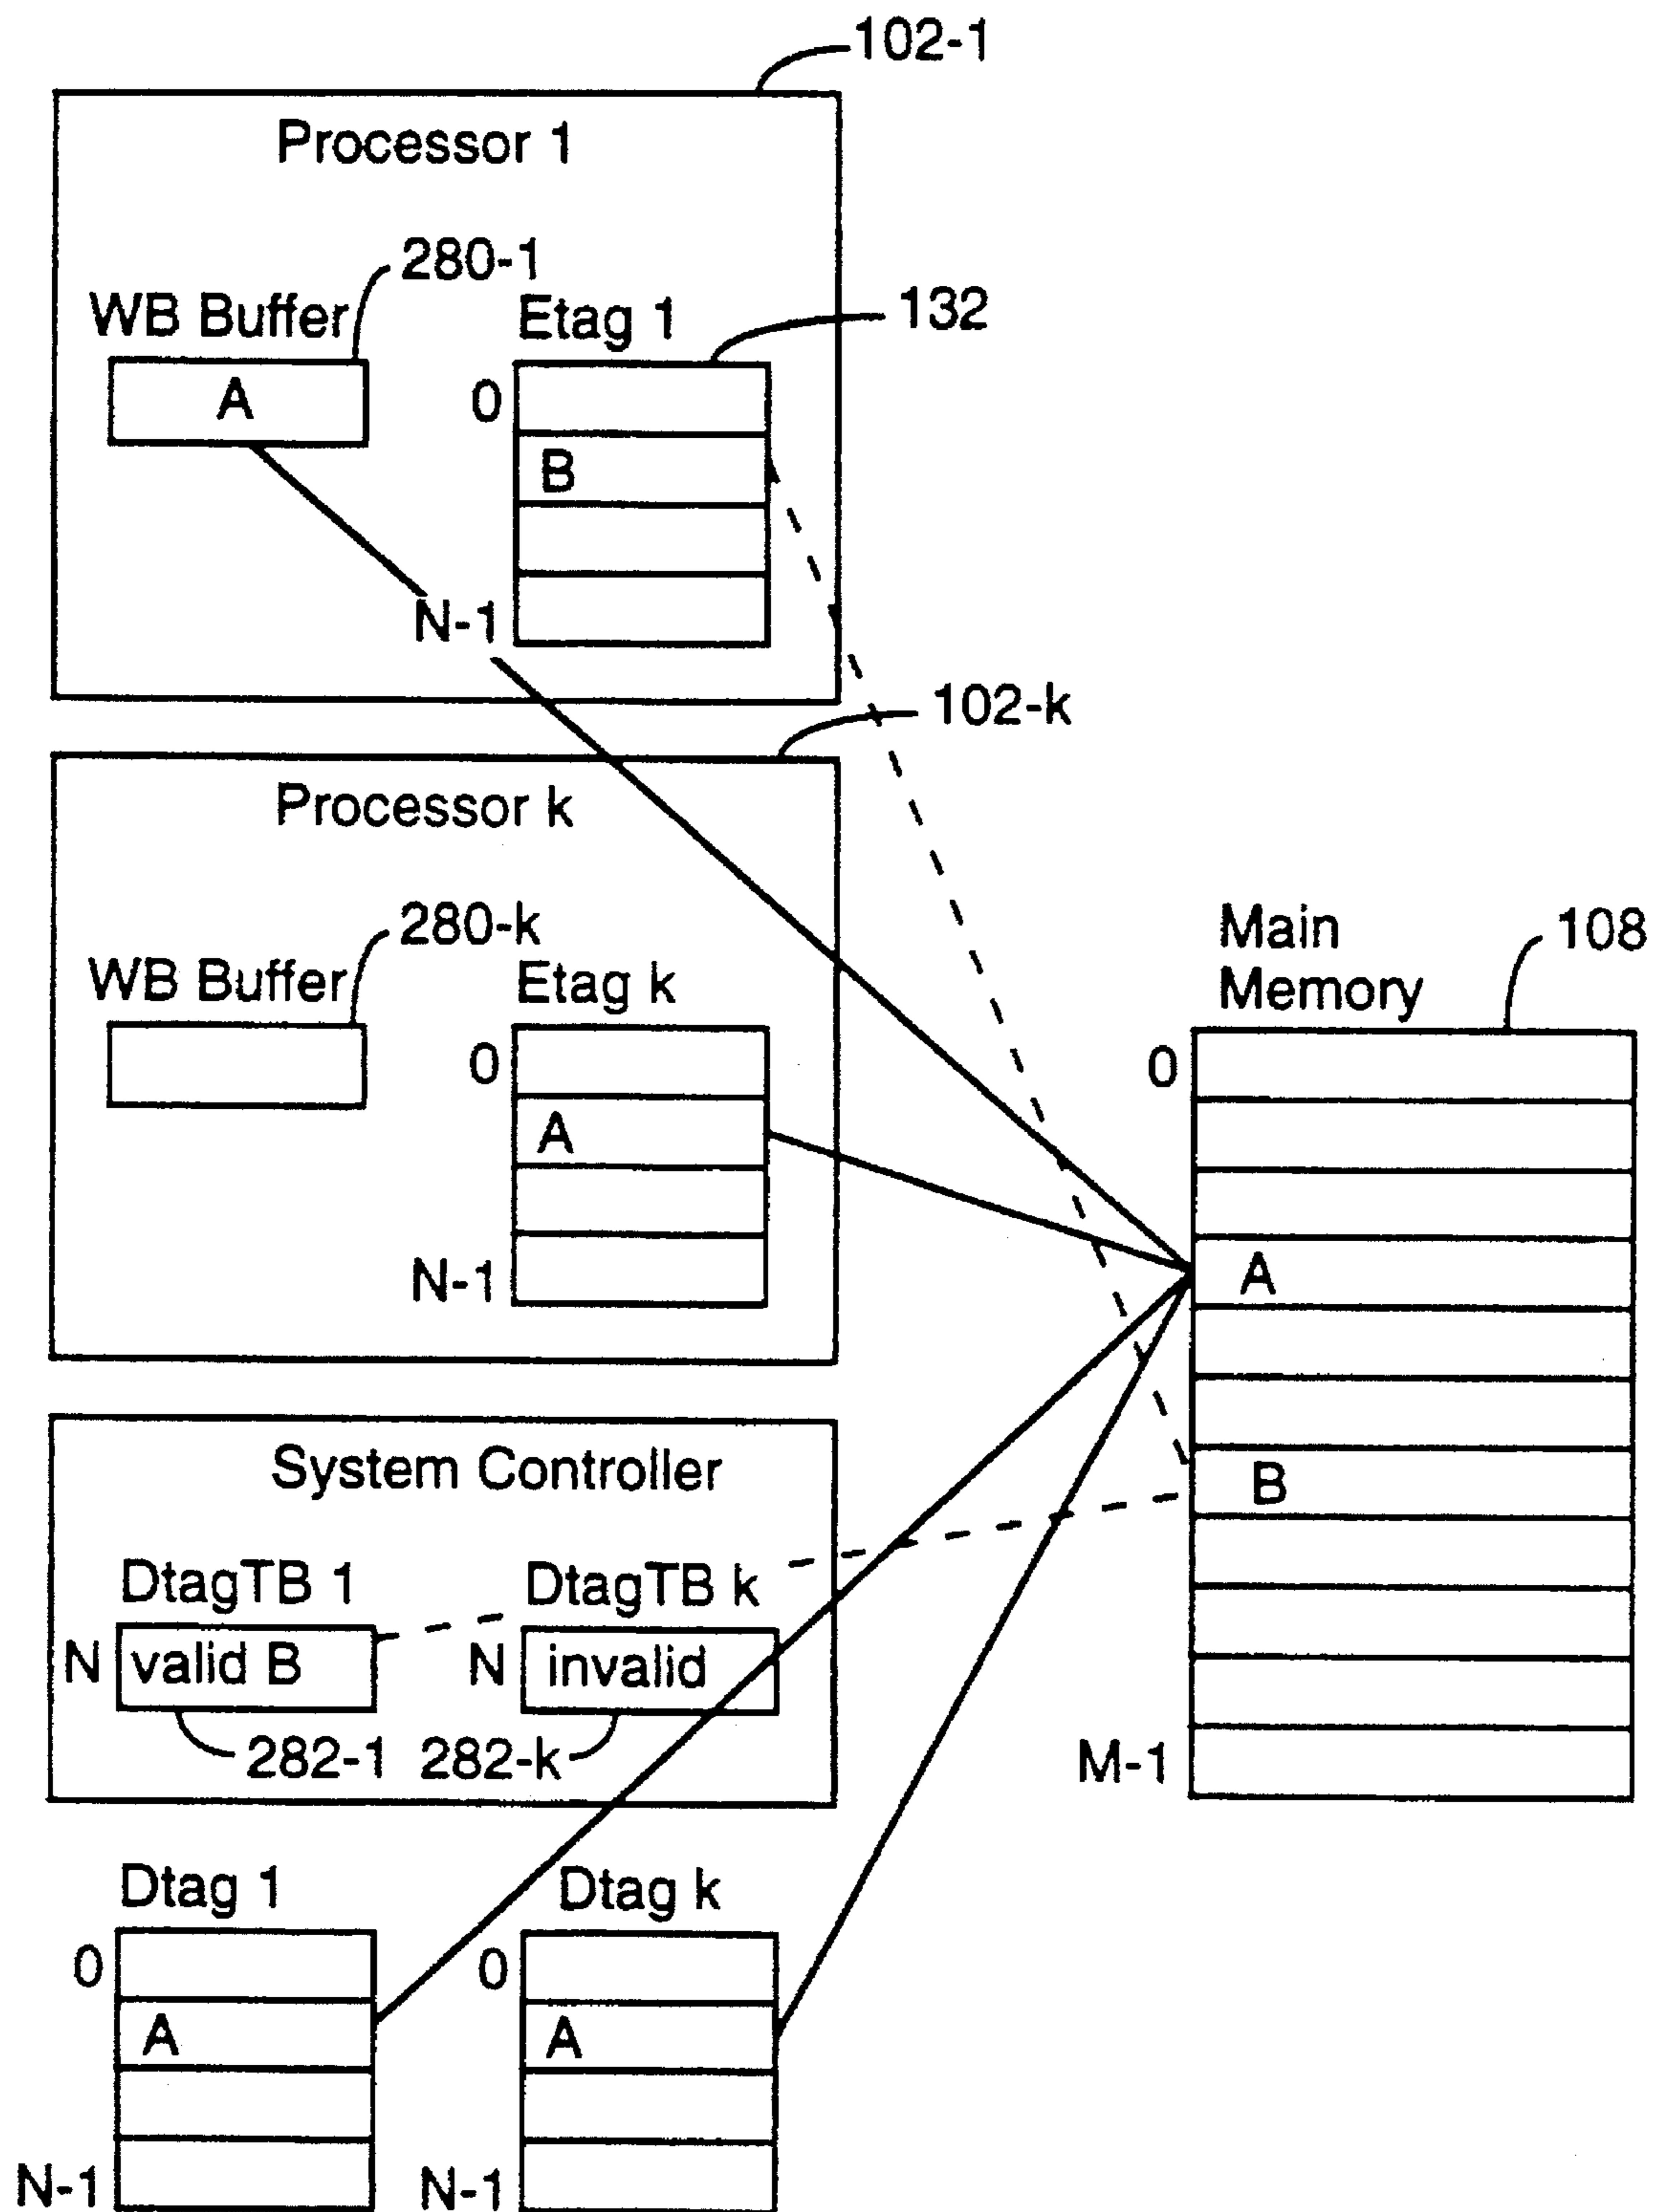 102-1
Processor 1
280-1
WB Buffer
Etag 1
132
A
0
B
N-1
102-k
Processor k
280-k
WB Buffer
Etag k
0
A
N-1
Main
Memory
108
0
A
B
M-1
System Controller
DtagTB 1
DtagTB k
N
valid B
N
invalid
282-1
282-k
Dtag 1
Dtag k
0
0
A
A
N-1
N-1